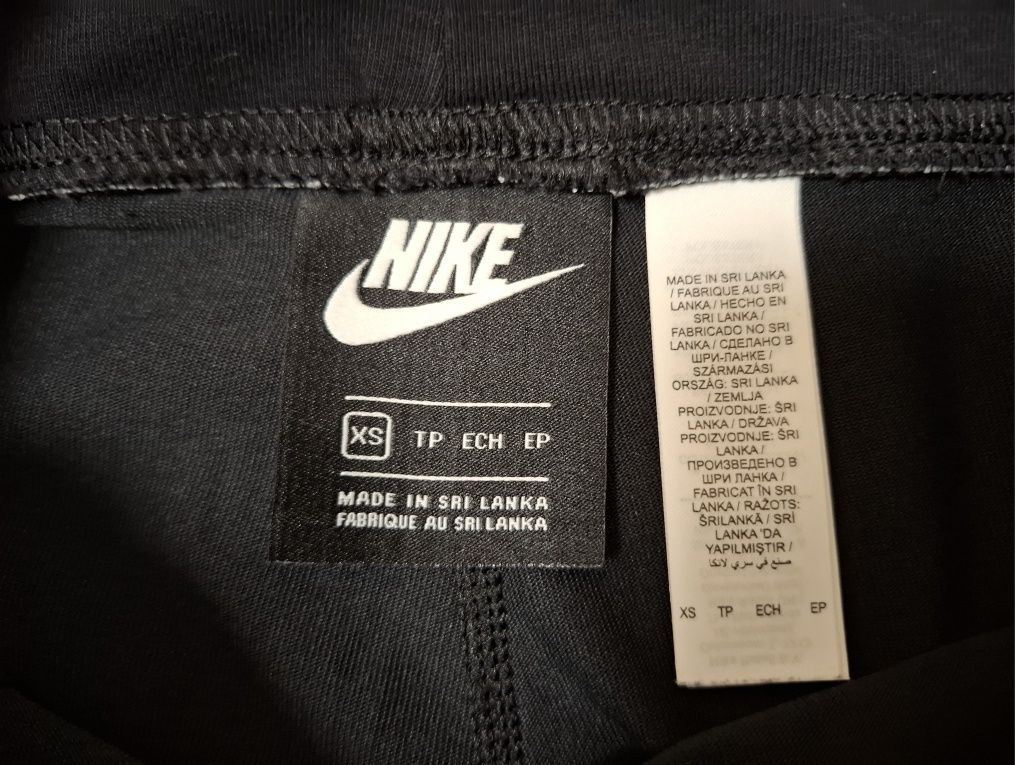 NIKE
XS TP ECH EP
MADE IN SRI LANKA
FABRIQUE AU SRI LANKA
MADE IN SRI LANKA
/ FABRIQUE AU SRI
LANKA / HECHO EN
SRI LANKA /
FABRICADO NO SRI
LANKA / СДЕЛАНО В
ШРИ-ЛАНКЕ /
SZÁRMAZÁSI
ORSZÁG: SRI LANKA
/ ZEMLJA
PROIZVODNJE: ŠRI
LANKA / DRŽAVA
PROIZVODNJE: ŠRI
LANKA /
ПРОИЗВЕДЕНО В
ШРИ ЛАНКА /
FABRICAT ÎN SRI
LANKA / RAŽOTS:
ŠRILANKĀ / SRİ
LANKA 'DA
YAPILMIŞTIR /
صنع في سري لانكا
XS TP ECH EP